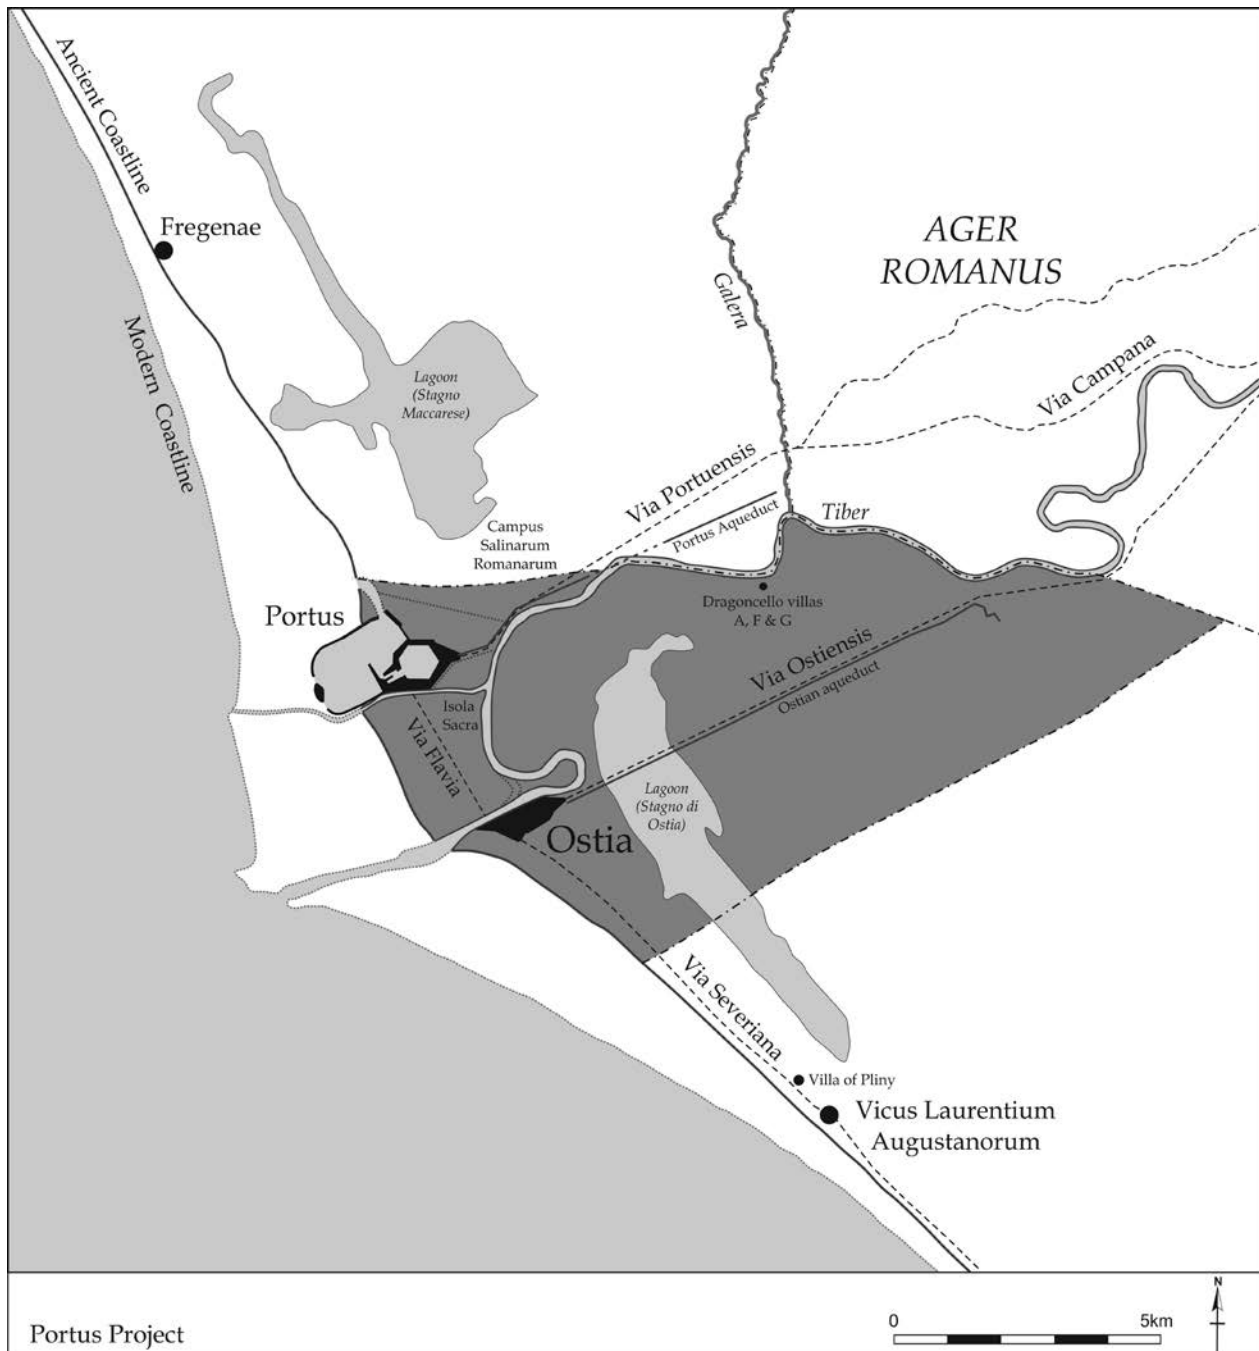 Ancient Coastline
Fregenae
Modern Coastline
Lagoon
(Stagno
Maccarese)
Galera
AGER
ROMANUS
Via Campana
Via Portuensis
Portus Aqueduct
Tiber
Campus
Salinarum
Romanarum
Portus
Dragoncello villas
A, F & G
Via Ostiensis
Ostian aqueduct
Isola
Sacra
Via Flavia
Lagoon
(Stagno di
Ostia)
Ostia
Via Severiana
Villa of Pliny
Vicus Laurentium
Augustanorum
Portus Project
0
5km
N